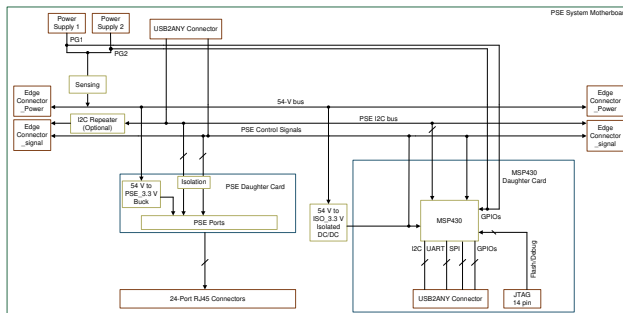 PSE System Motherboard
Power
Supply 1
Power
Supply 2
USB2ANY Connector
PG1
PG2
Sensing
Edge
Connector
_Power
54-V bus
Edge
Connector
_Power
Edge
Connector
_signal
I2C Repeater
(Optional)
PSE I2C bus
PSE Control Signals
Edge
Connector
_signal
54 V to
PSE_3.3 V
Buck
Isolation
PSE Daughter Card
PSE Ports
54 V to
ISO_3.3 V
Isolated
DC/DC
MSP430
Daughter Card
MSP430
GPIOs
I2C
UART
SPI
GPIOs
Flash/Debug
24-Port RJ45 Connectors
USB2ANY Connector
JTAG
14 pin